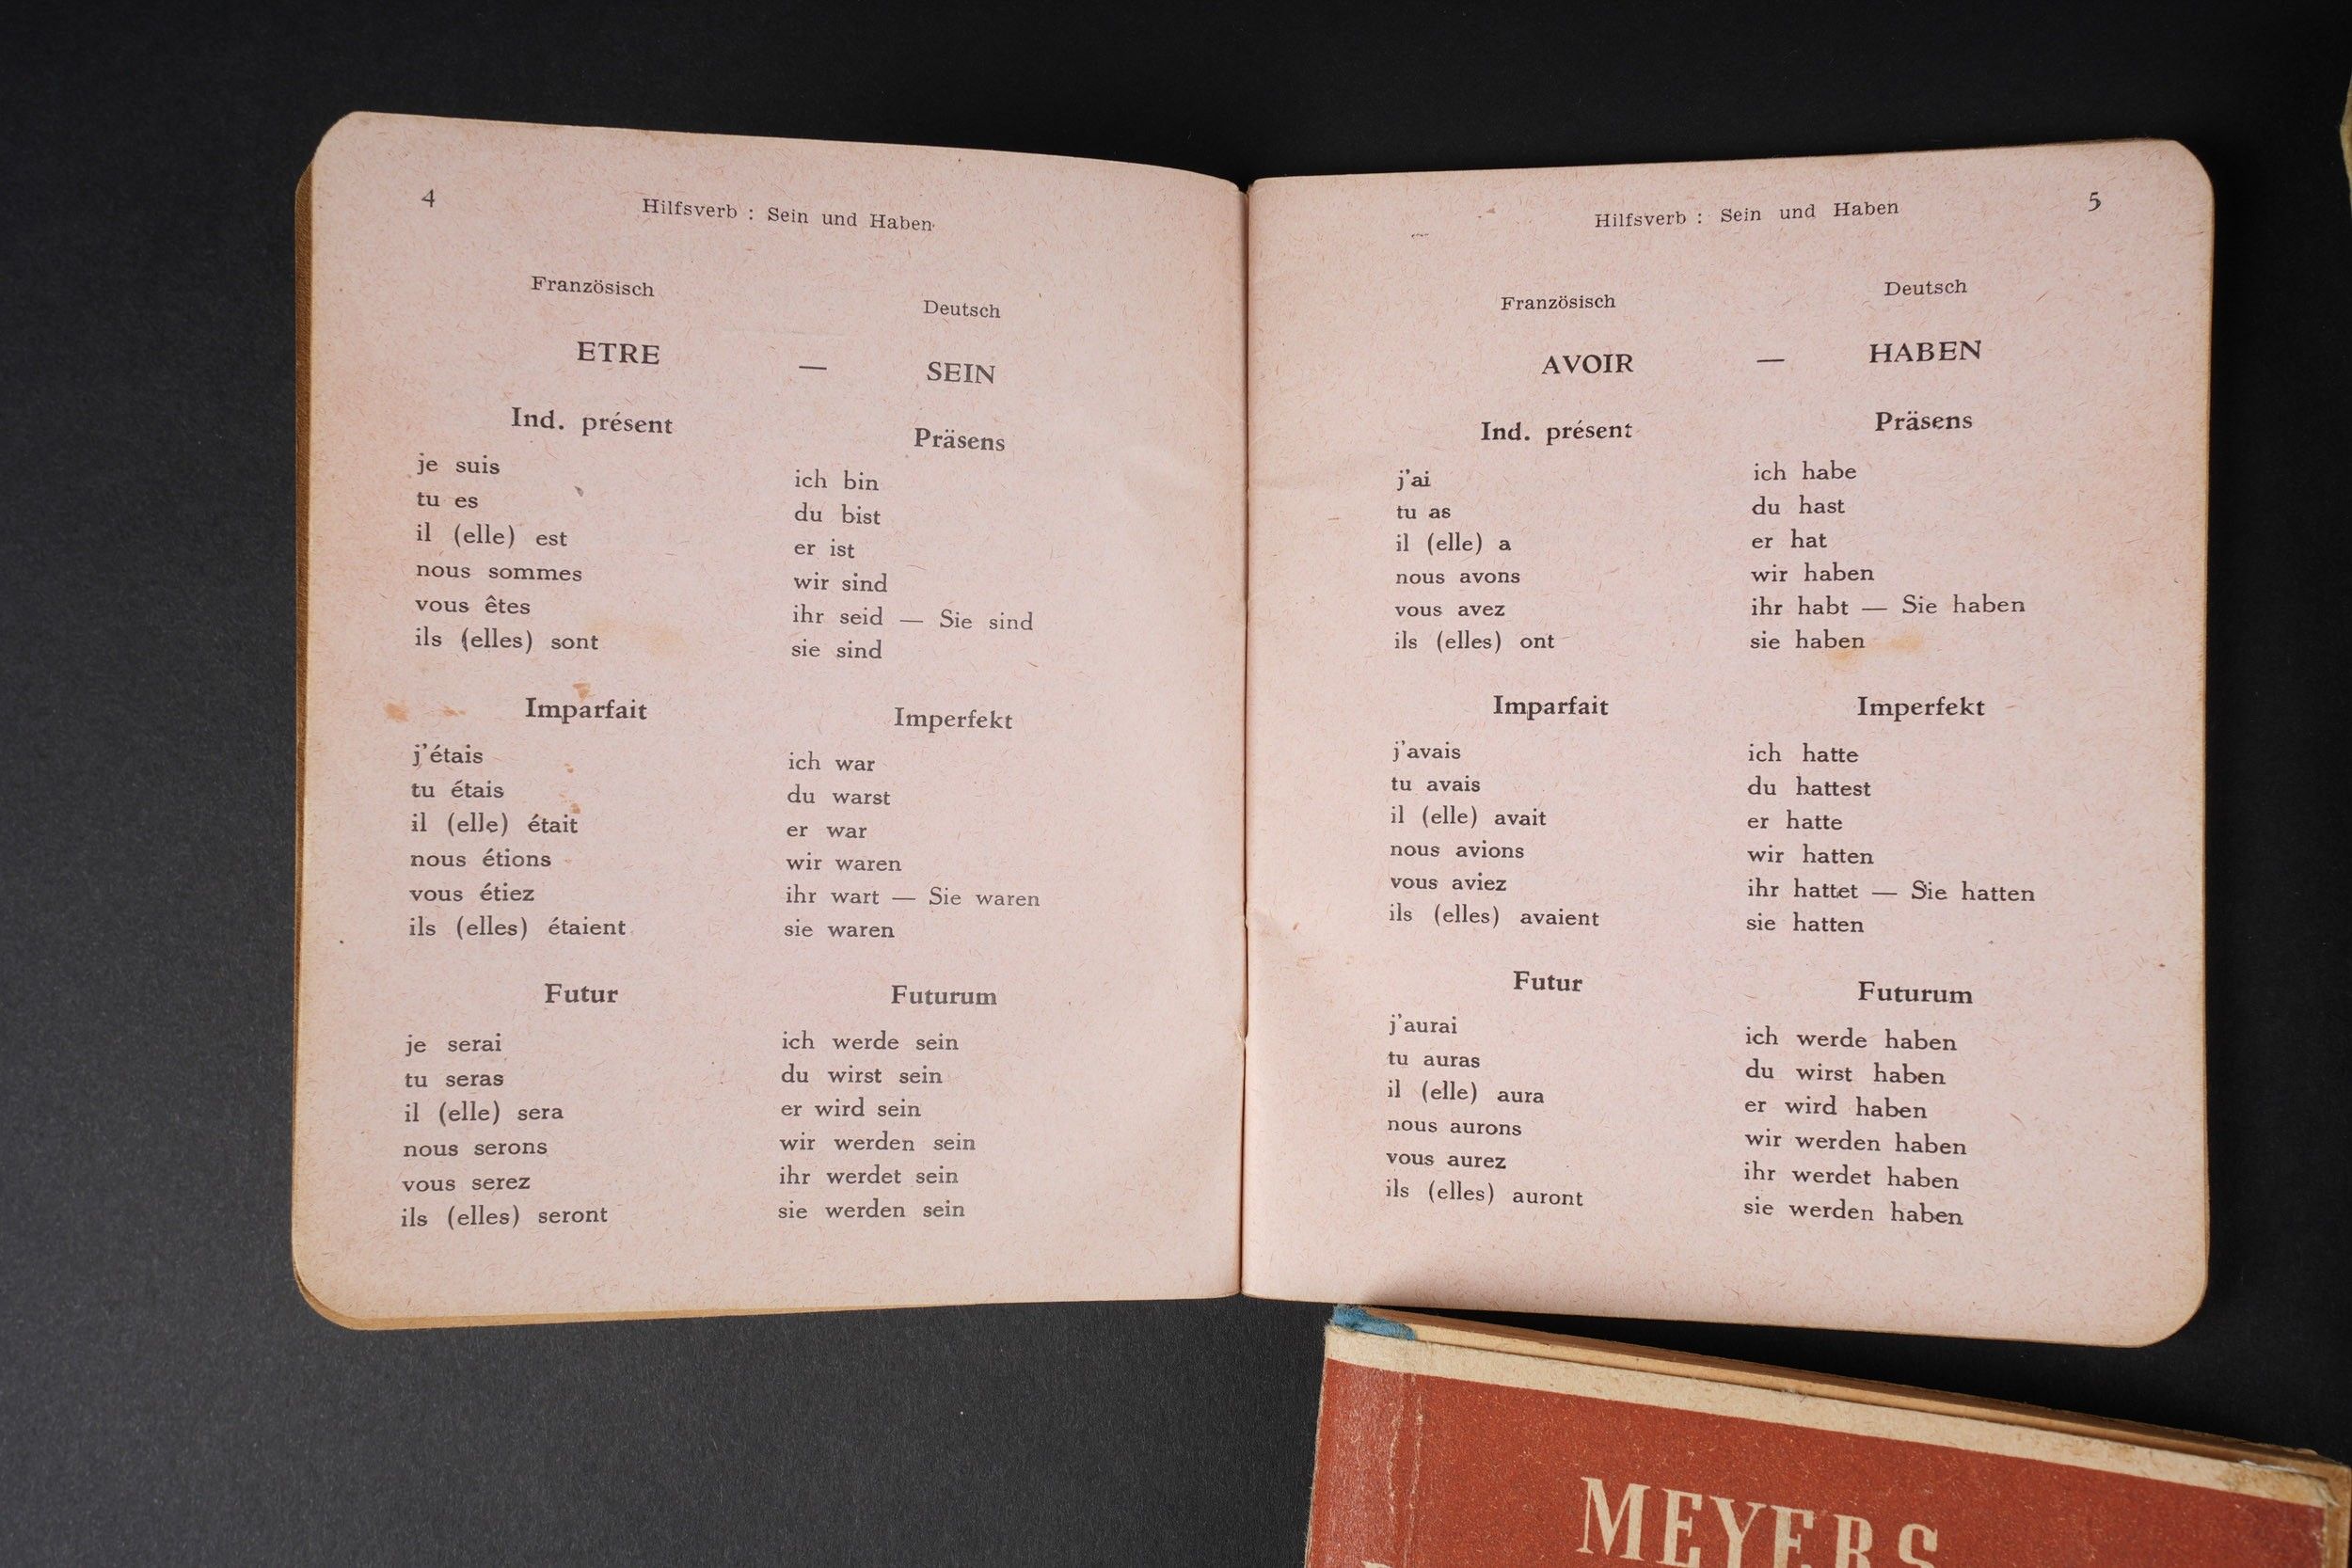 4
Hilfsverb : Sein und Haben
Französisch
Deutsch
ETRE — SEIN
Ind. présent
Präsens
je suis
tu es
il (elle) est
nous sommes
vous êtes
ils (elles) sont
ich bin
du bist
er ist
wir sind
ihr seid — Sie sind
sie sind
Imparfait
Imperfekt
j'étais
tu étais
il (elle) était
nous étions
vous étiez
ils (elles) étaient
ich war
du warst
er war
wir waren
ihr wart — Sie waren
sie waren
Futur
Futurum
je serai
tu seras
il (elle) sera
nous serons
vous serez
ils (elles) seront
ich werde sein
du wirst sein
er wird sein
wir werden sein
ihr werdet sein
sie werden sein
Hilfsverb : Sein und Haben
5
Französisch
Deutsch
AVOIR — HABEN
Ind. présent
Präsens
j'ai
tu as
il (elle) a
nous avons
vous avez
ils (elles) ont
ich habe
du hast
er hat
wir haben
ihr habt — Sie haben
sie haben
Imparfait
Imperfekt
j'avais
tu avais
il (elle) avait
nous avions
vous aviez
ils (elles) avaient
ich hatte
du hattest
er hatte
wir hatten
ihr hattet — Sie hatten
sie hatten
Futur
Futurum
j'aurai
tu auras
il (elle) aura
nous aurons
vous aurez
ils (elles) auront
ich werde haben
du wirst haben
er wird haben
wir werden haben
ihr werdet haben
sie werden haben
MEYERS